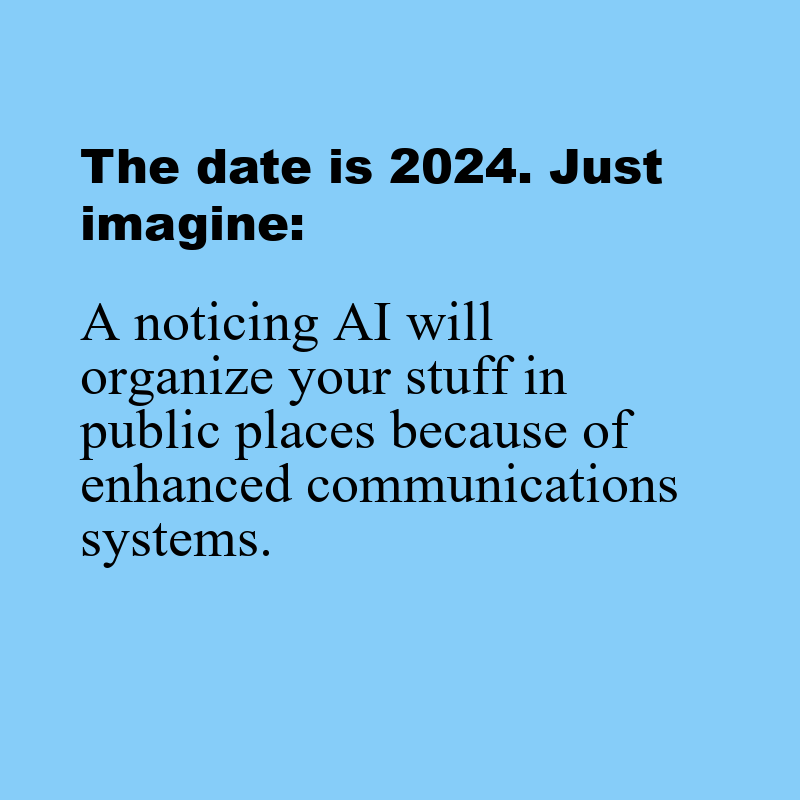 The date is 2024. Just
imagine:
A noticing AI will
organize your stuff in
public places because of
enhanced communications
systems.